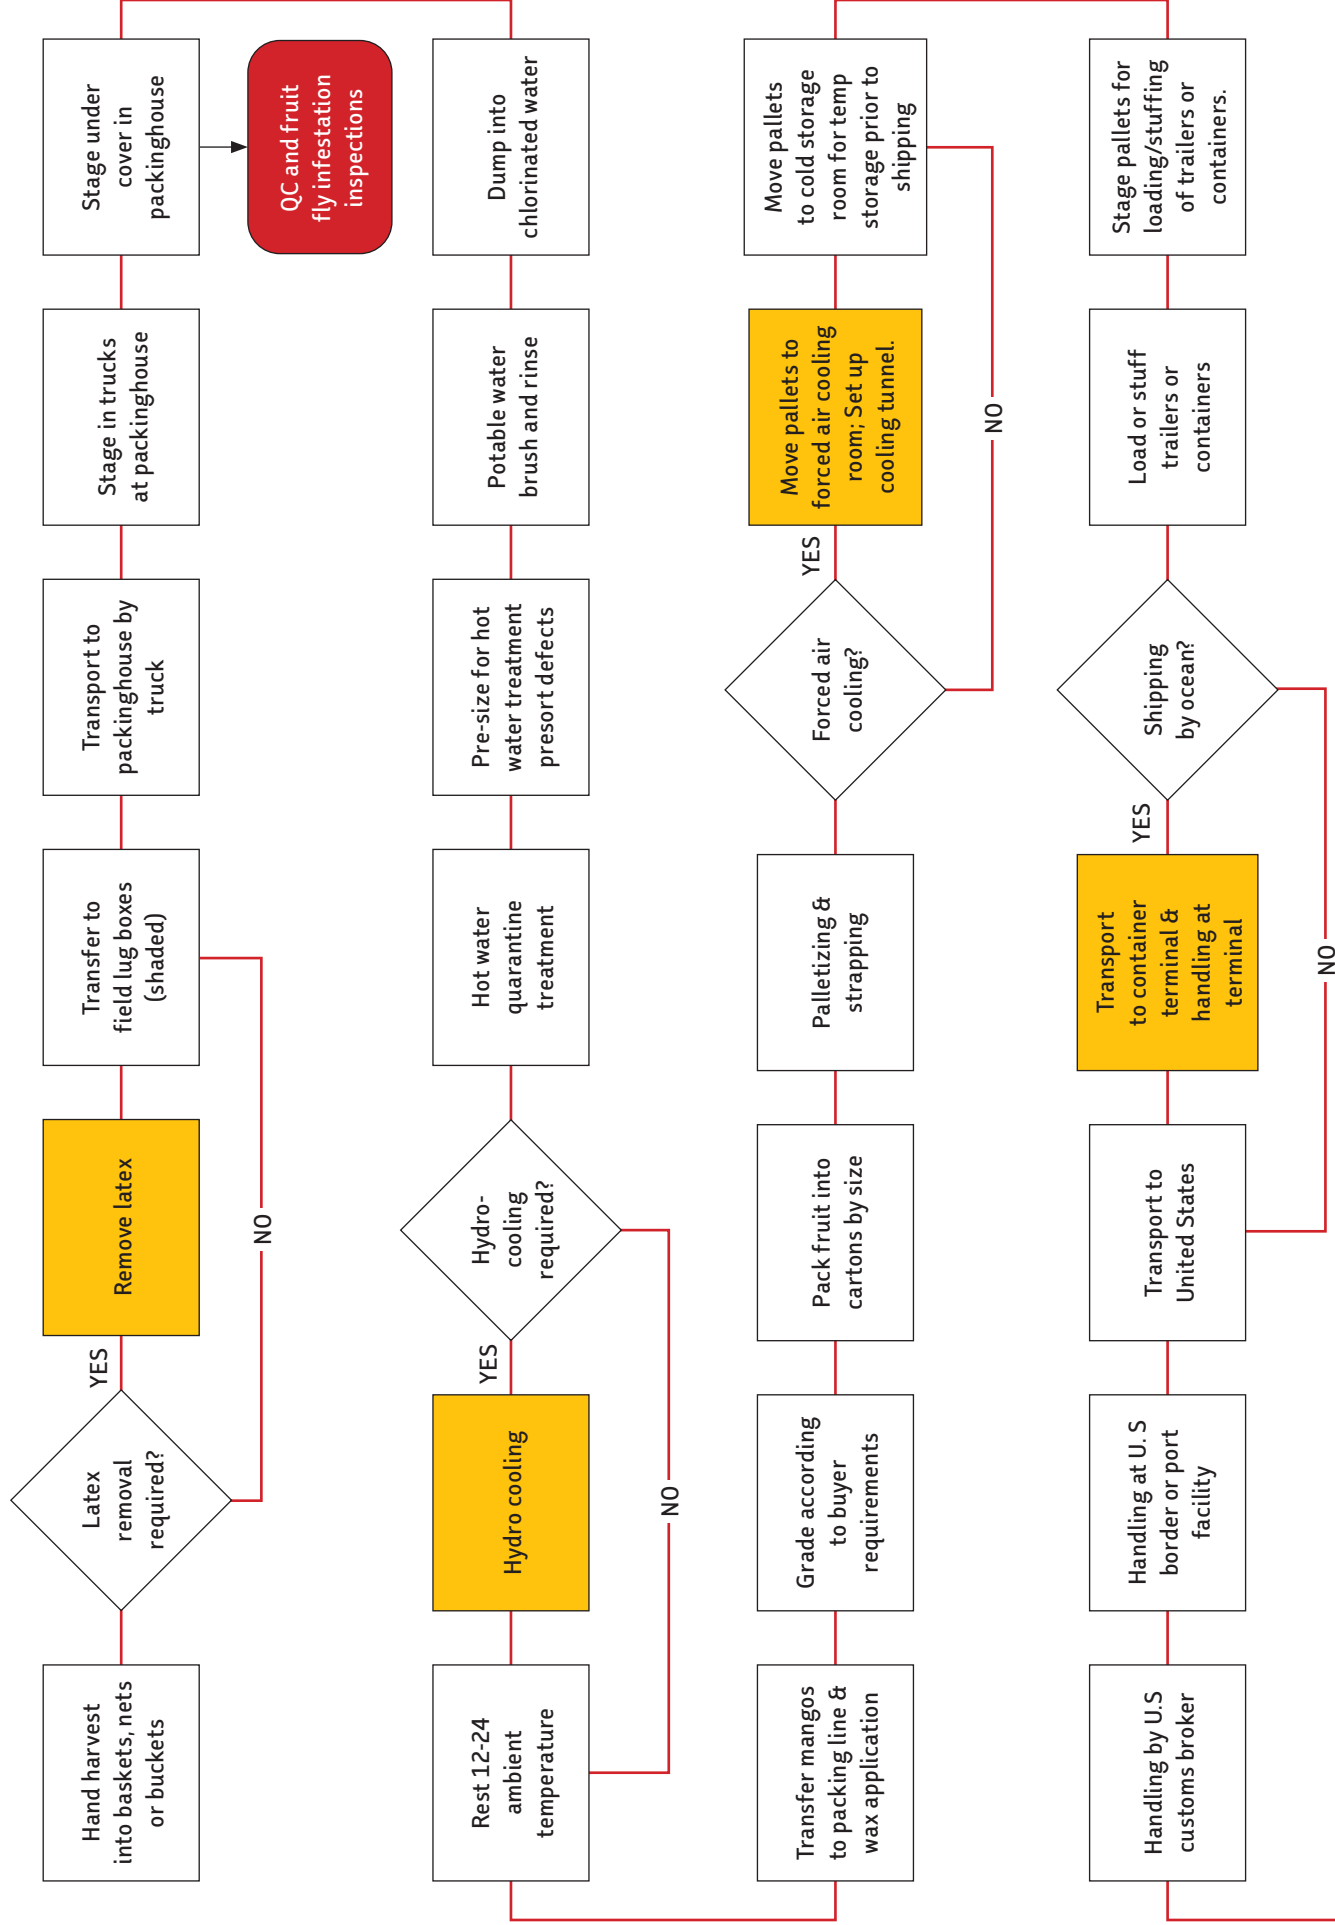 Hand harvest
into baskets, nets
or buckets
Latex
removal
required?
YES
Remove latex
NO
Transfer to
field lug boxes
(shaded)
Transport to
packinghouse by
truck
Stage in trucks
at packinghouse
Stage under
cover in
packinghouse
QC and fruit
fly infestation
inspections
Dump into
chlorinated water
Potable water
brush and rinse
Pre-size for hot
water treatment
presort defects
Hot water
quarantine
treatment
Hydro-
cooling
required?
YES
Hydro cooling
NO
Rest 12-24
ambient
temperature
Transfer mangos
to packing line &
wax application
Grade according
to buyer
requirements
Pack fruit into
cartons by size
Palletizing &
strapping
Forced air
cooling?
YES
Move pallets to
forced air cooling
room; Set up
cooling tunnel.
NO
Move pallets
to cold storage
room for temp
storage prior to
shipping
Stage pallets for
loading/stuffing
of trailers or
containers.
Load or stuff
trailers or
containers
Shipping
by ocean?
YES
Transport
to container
terminal &
handling at
terminal
NO
Transport to
United States
Handling at U. S
border or port
facility
Handling by U.S
customs broker